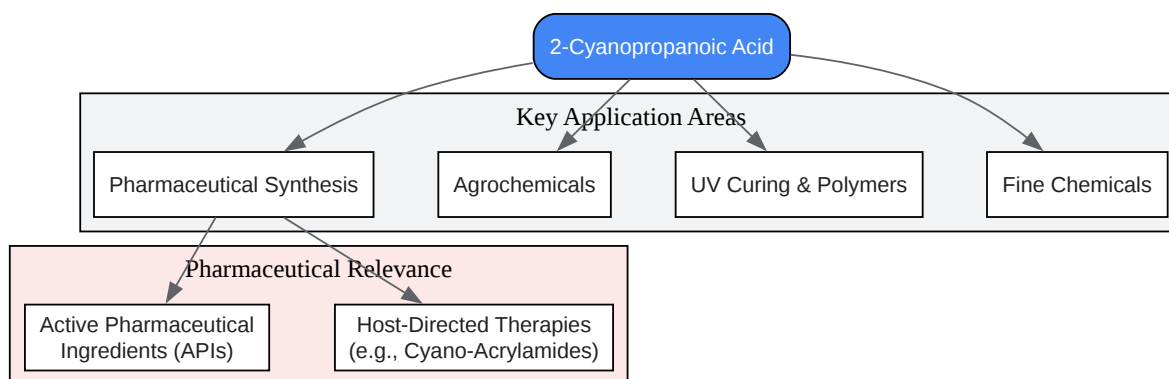 2-Cyanopropanoic Acid
Key Application Areas
Pharmaceutical Synthesis
Agrochemicals
UV Curing & Polymers
Fine Chemicals
Pharmaceutical Relevance
Active Pharmaceutical
Ingredients (APIs)
Host-Directed Therapies
(e.g., Cyano-Acrylamides)